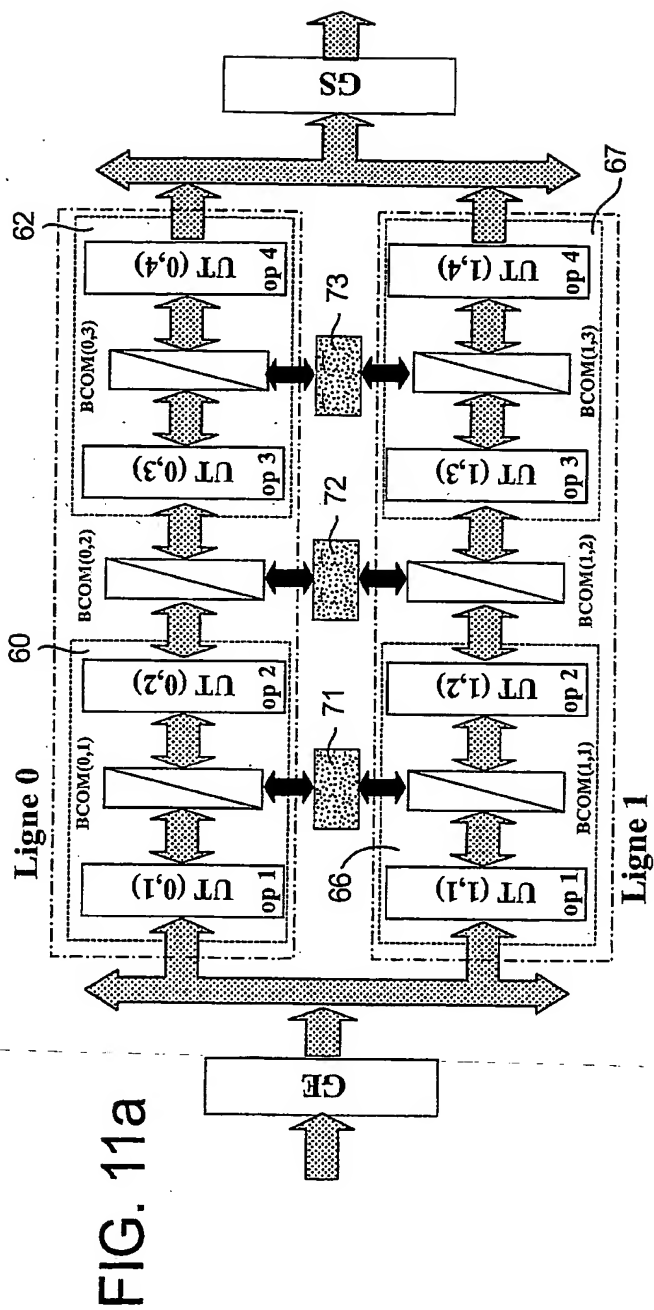 FIG. 11a
GE
Ligne 0
60
62
BCOM(0,1)
BCOM(0,2)
BCOM(0,3)
UT (0,1)
op 1
UT (0,2)
op 2
UT (0,3)
op 3
UT (0,4)
op 4
71
72
73
66
67
UT (1,1)
op 1
UT (1,2)
op 2
UT (1,3)
op 3
UT (1,4)
op 4
BCOM(1,1)
BCOM(1,2)
BCOM(1,3)
Ligne 1
GS